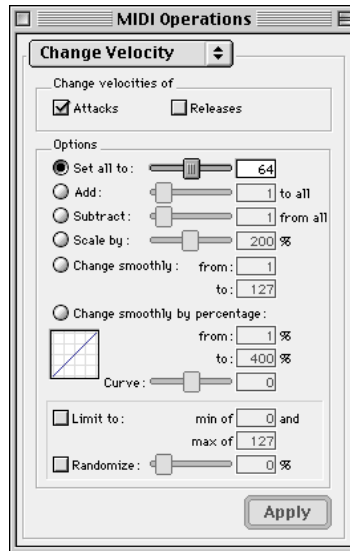 MIDI Operations
Change Velocity
Change velocities of
Attacks Releases
Options
Set all to: 64
Add: 1 to all
Subtract: 1 from all
Scale by: 200 %
Change smoothly: from: 1
to: 127
Change smoothly by percentage:
from: 1 %
to: 400 %
Curve: 0
Limit to: min of 0 and
max of 127
Randomize: 0 %
Apply